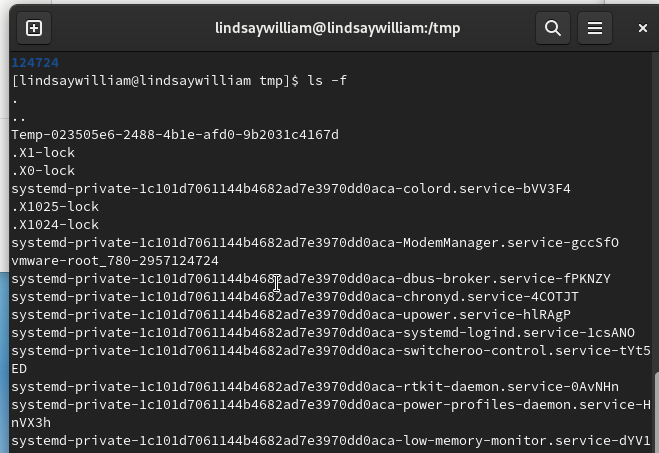 lindsaywilliam@lindsaywilliam:/tmp
124724
[lindsaywilliam@lindsaywilliam tmp]$ ls -f
.
..
Temp-023505e6-2488-4b1e-afd0-9b2031c4167d
.X1-lock
.X0-lock
systemd-private-1c101d7061144b4682ad7e3970dd0aca-colord.service-bVV3F4
.X1025-lock
.X1024-lock
systemd-private-1c101d7061144b4682ad7e3970dd0aca-ModemManager.service-gccSfO
vmware-root_780-2957124724
systemd-private-1c101d7061144b4682ad7e3970dd0aca-dbus-broker.service-fPKNZY
systemd-private-1c101d7061144b4682ad7e3970dd0aca-chronyd.service-4COTJT
systemd-private-1c101d7061144b4682ad7e3970dd0aca-upower.service-hlRAgP
systemd-private-1c101d7061144b4682ad7e3970dd0aca-systemd-logind.service-1csANO
systemd-private-1c101d7061144b4682ad7e3970dd0aca-switcheroo-control.service-tYt5
ED
systemd-private-1c101d7061144b4682ad7e3970dd0aca-rtkit-daemon.service-0AvNHn
systemd-private-1c101d7061144b4682ad7e3970dd0aca-power-profiles-daemon.service-H
nVX3h
systemd-private-1c101d7061144b4682ad7e3970dd0aca-low-memory-monitor.service-dYV1